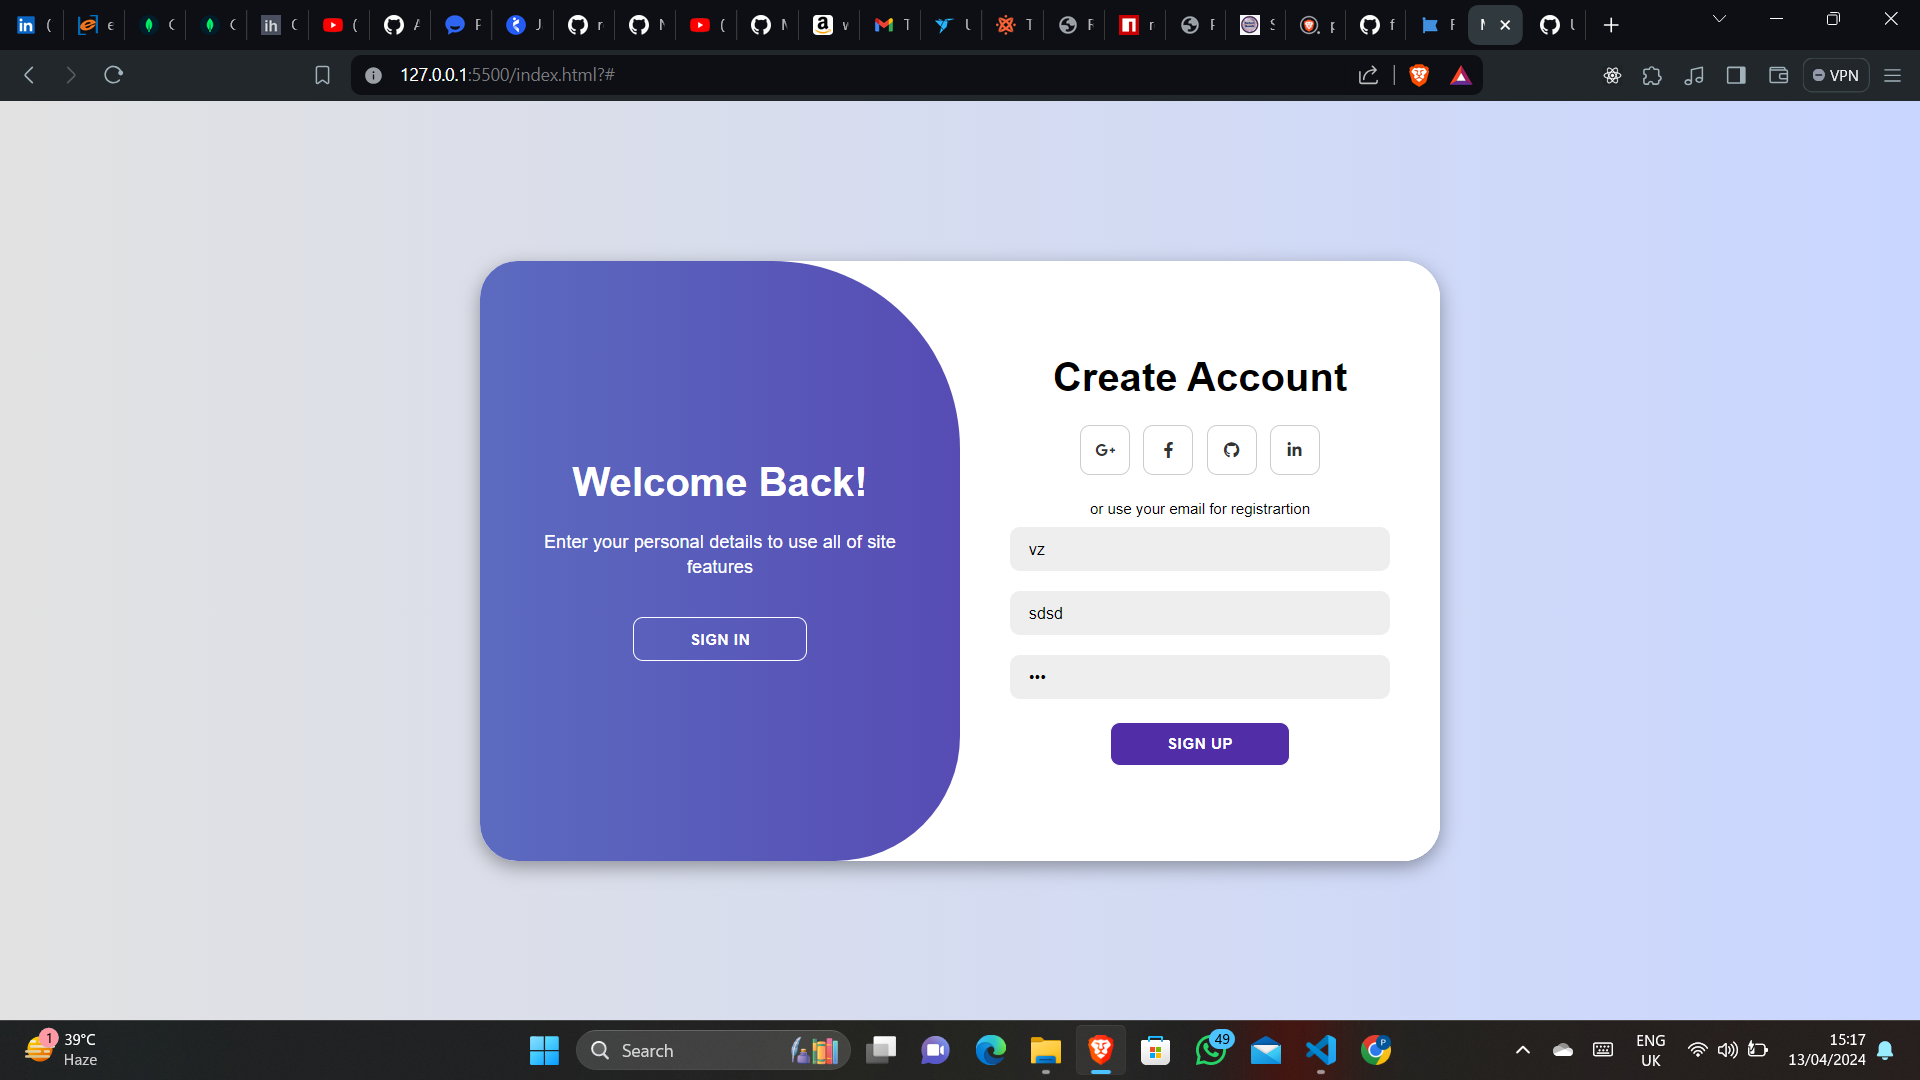 127.0.0.1:5500/index.html?#
VPN
Create Account
G+
f
in
or use your email for registrartion
vz
sdsd
•••
SIGN UP
Welcome Back!
Enter your personal details to use all of site
features
SIGN IN
1
39°C
Haze
Search
49
ENG
UK
15:17
13/04/2024